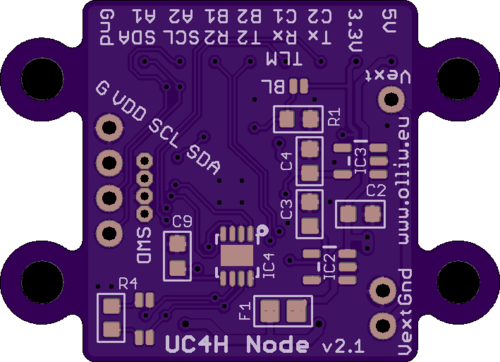 Gnd SDA SCL A2 A1 T2 R2 B2 B1 Rx C1 Tx C2 3.3V 5V
TLM
BL
Vext
G VDD SCL SDA
R1
C4
IC3
www.olliw.eu
C3
C2
SWD
C9
IC4
IC2
R4
F1
Vext Gnd
UC4H Node v2.1